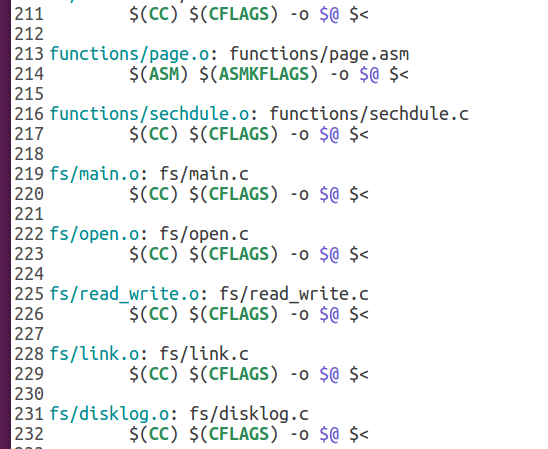 211 $(CC) $(CFLAGS) -o $@ $<
212
213 functions/page.o: functions/page.asm
214 $(ASM) $(ASMKFLAGS) -o $@ $<
215
216 functions/sechdule.o: functions/sechdule.c
217 $(CC) $(CFLAGS) -o $@ $<
218
219 fs/main.o: fs/main.c
220 $(CC) $(CFLAGS) -o $@ $<
221
222 fs/open.o: fs/open.c
223 $(CC) $(CFLAGS) -o $@ $<
224
225 fs/read_write.o: fs/read_write.c
226 $(CC) $(CFLAGS) -o $@ $<
227
228 fs/link.o: fs/link.c
229 $(CC) $(CFLAGS) -o $@ $<
230
231 fs/disklog.o: fs/disklog.c
232 $(CC) $(CFLAGS) -o $@ $<